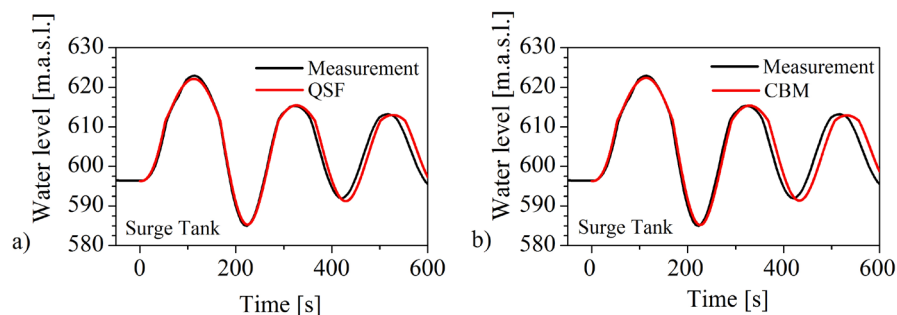 a)
Water level [m.a.s.l.]
630
620
610
600
590
580
Measurement
QSF
Surge Tank
0
200
400
600
Time [s]
b)
Water level [m.a.s.l.]
630
620
610
600
590
580
Measurement
CBM
Surge Tank
0
200
400
600
Time [s]